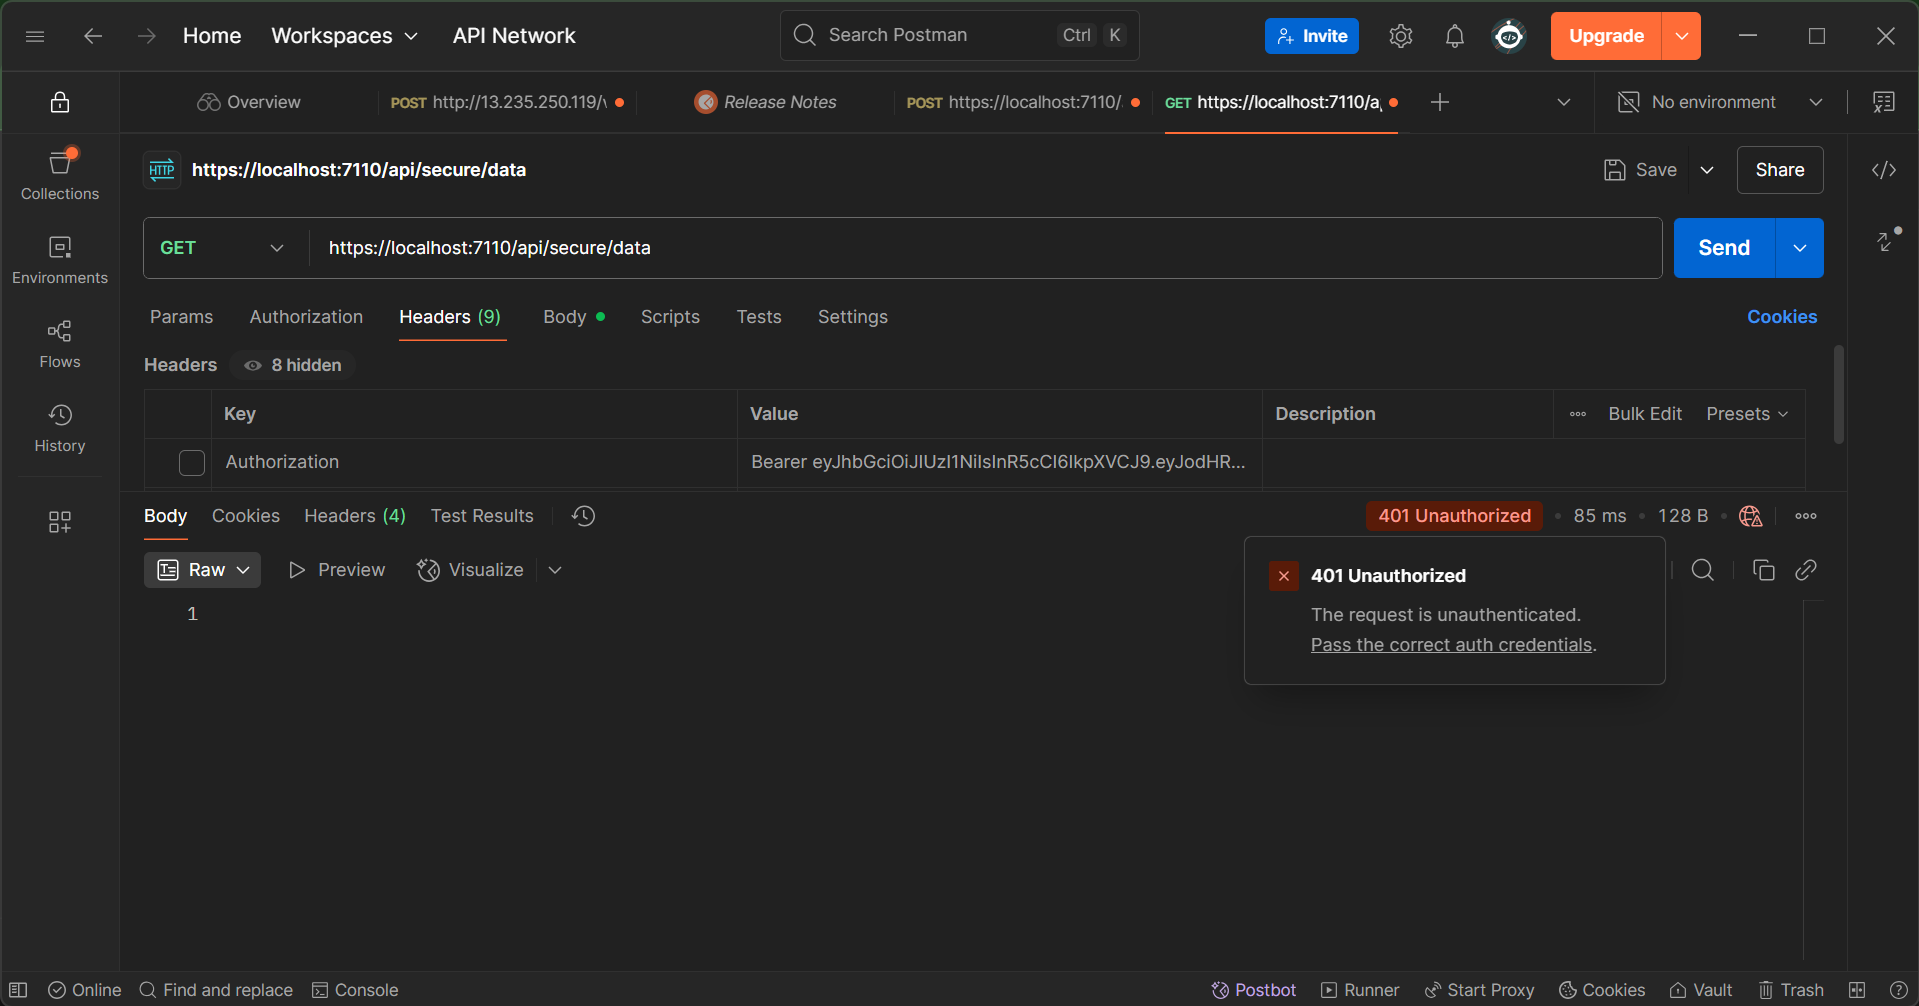 Home Workspaces API Network Search Postman Ctrl K Invite Upgrade
Overview POST http://13.235.250.119/v Release Notes POST https://localhost:7110/ GET https://localhost:7110/a No environment
HTTP https://localhost:7110/api/secure/data Save Share
Collections
GET https://localhost:7110/api/secure/data Send
Environments
Params Authorization Headers (9) Body Scripts Tests Settings Cookies
Flows
Headers 8 hidden
Key Value Description Bulk Edit Presets
History
Authorization Bearer eyJhbGciOiJIUzI1NiIsInR5cCI6IkpXVCJ9.eyJodHR...
Body Cookies Headers (4) Test Results 401 Unauthorized 85 ms 128 B
Raw Preview Visualize
401 Unauthorized
The request is unauthenticated.
Pass the correct auth credentials.
1
Online Find and replace Console Postbot Runner Start Proxy Cookies Vault Trash